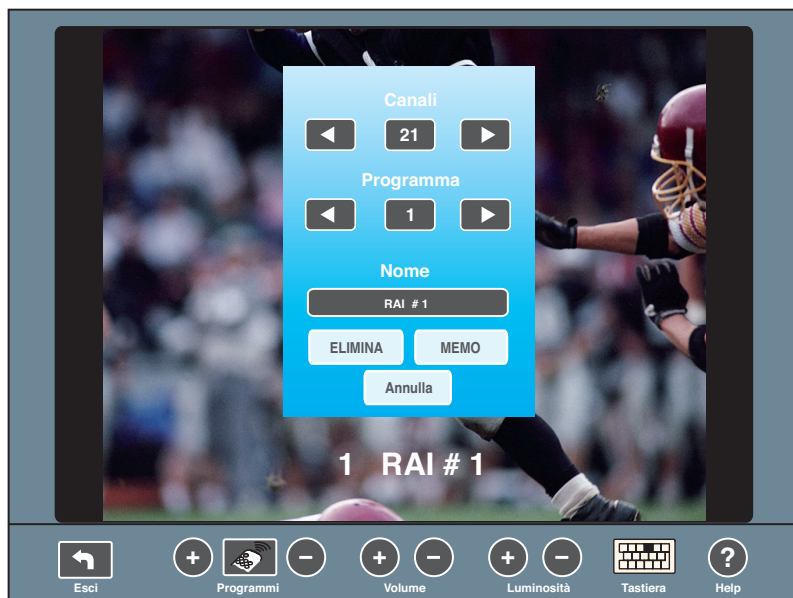 Canali
21
Programma
1
Nome
RAI # 1
ELIMINA MEMO
Annulla
1 RAI # 1
+ − + − + − ?
Esci Programmi Volume Luminosità Tastiera Help